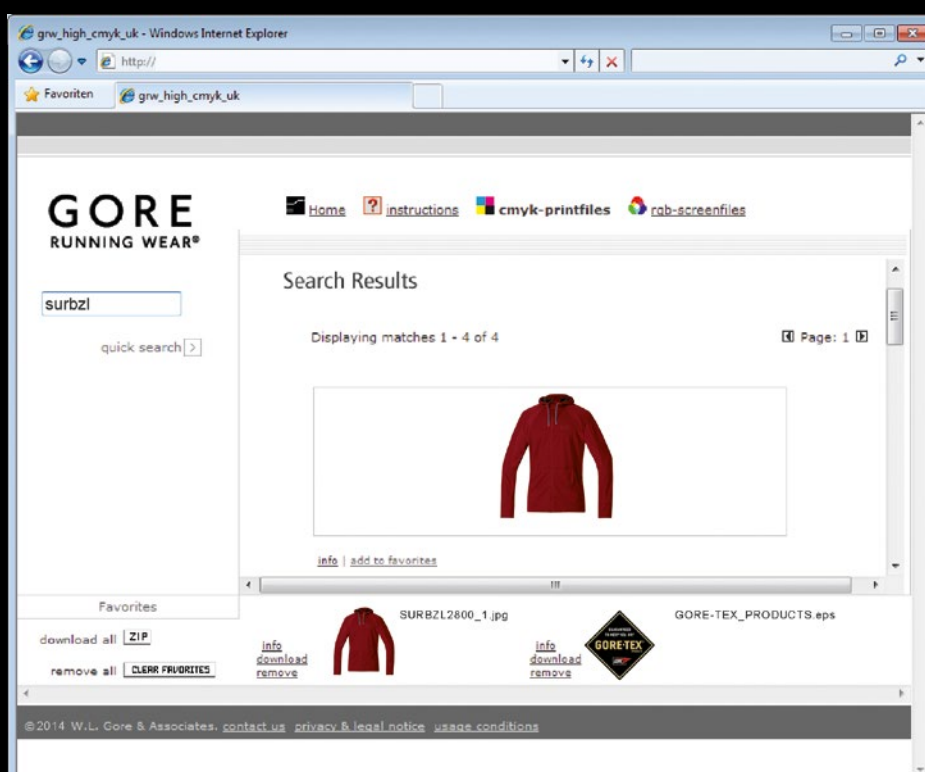 grw_high_cmyk_uk - Windows Internet Explorer
http://
Favoriten
grw_high_cmyk_uk
GORE
RUNNING WEAR®
Home
instructions
cmyk-printfiles
rgb-screenfiles
surbzl
quick search
Search Results
Displaying matches 1 - 4 of 4
Page: 1
info | add to favorites
Favorites
download all ZIP
remove all CLEAR FAVORITES
SURBZL2800_1.jpg
info
download
remove
GORE-TEX_PRODUCTS.eps
info
download
remove
GORE-TEX
©2014 W.L. Gore & Associates. contact us privacy & legal notice usage conditions